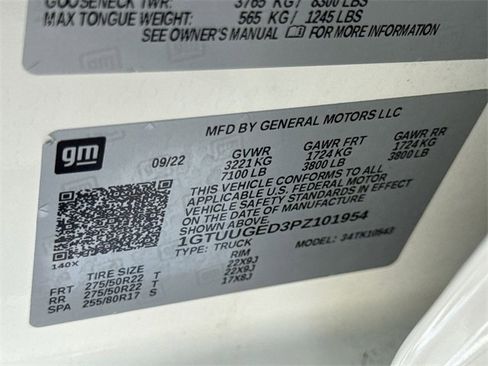 GOOSENECK TWR: 3765 KG / 8300 LBS
MAX TONGUE WEIGHT: 565 KG / 1245 LBS
SEE OWNER'S MANUAL FOR MORE INFORMATION
gm
MFD BY GENERAL MOTORS LLC
09/22 GVWR GAWR FRT GAWR RR
3221 KG 1724 KG 1724 KG
7100 LB 3800 LB 3800LB
THIS VEHICLE CONFORMS TO ALL
APPLICABLE U.S. FEDERAL MOTOR
VEHICLE SAFETY STANDARDS IN EFFECT
ON THE DATE OF MANUFACTURE
SHOWN ABOVE.
1GTUUGED3PZ101954
TYPE: TRUCK MODEL: 34TK10543
140X
TIRE SIZE RIM
FRT 275/50R22 T 22X9J
RR 275/50R22 T 22X9J
SPA 255/80R17 S 17X8J